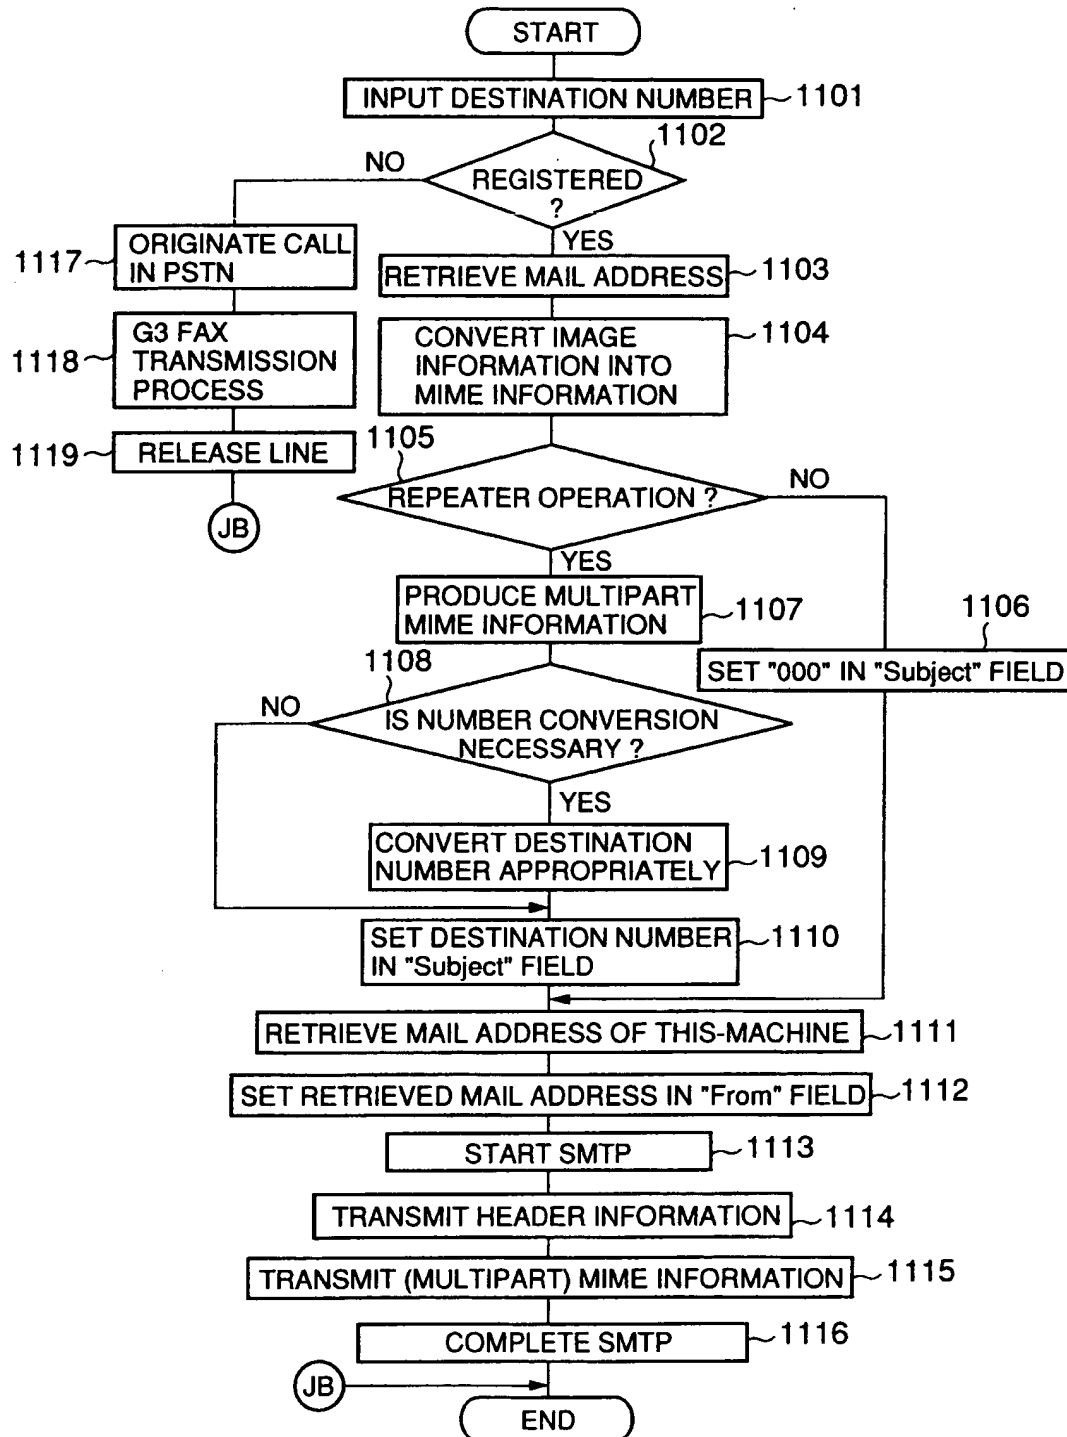 START
INPUT DESTINATION NUMBER
1101
1102
NO
REGISTERED
?
YES
1117
ORIGINATE CALL
IN PSTN
RETRIEVE MAIL ADDRESS
1103
1118
G3 FAX
TRANSMISSION
PROCESS
CONVERT IMAGE
INFORMATION INTO
MIME INFORMATION
1104
1119
RELEASE LINE
JB
1105
REPEATER OPERATION ?
NO
YES
PRODUCE MULTIPART
MIME INFORMATION
1107
1106
SET "000" IN "Subject" FIELD
1108
NO
IS NUMBER CONVERSION
NECESSARY ?
YES
CONVERT DESTINATION
NUMBER APPROPRIATELY
1109
SET DESTINATION NUMBER
IN "Subject" FIELD
1110
RETRIEVE MAIL ADDRESS OF THIS-MACHINE
1111
SET RETRIEVED MAIL ADDRESS IN "From" FIELD
1112
START SMTP
1113
TRANSMIT HEADER INFORMATION
1114
TRANSMIT (MULTIPART) MIME INFORMATION
1115
COMPLETE SMTP
1116
JB
END